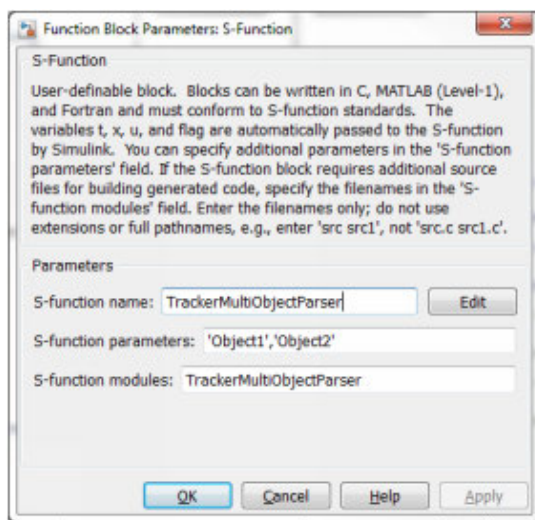 Function Block Parameters: S-Function
S-Function
User-definable block.  Blocks can be written in C, MATLAB (Level-1),
and Fortran and must conform to S-function standards.  The
variables t, x, u, and flag are automatically passed to the S-function
by Simulink.  You can specify additional parameters in the 'S-function
parameters' field. If the S-function block requires additional source
files for building generated code, specify the filenames in the 'S-
function modules' field. Enter the filenames only; do not use
extensions or full pathnames, e.g., enter 'src src1', not 'src.c src1.c'.
Parameters
S-function name: TrackerMultiObjectParser Edit
S-function parameters: 'Object1','Object2'
S-function modules: TrackerMultiObjectParser
OK Cancel Help Apply